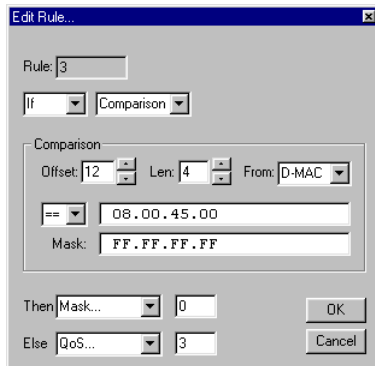 Edit Rule...
Rule: 3
If Comparison
Comparison
Offset: 12 Len: 4 From: D-MAC
== 08.00.45.00
Mask: FF.FF.FF.FF
Then Mask... 0 OK
Else QoS... 3 Cancel